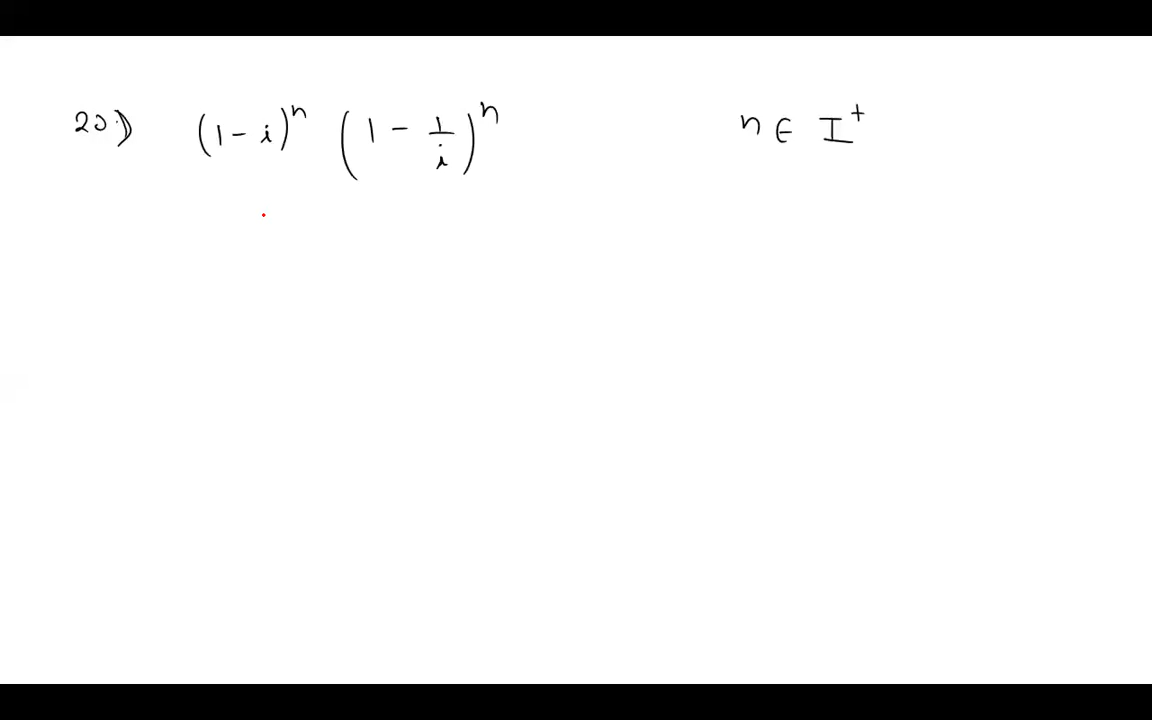 20.) (1 - i)^n (1 - 1/i)^n n ∈ I^+